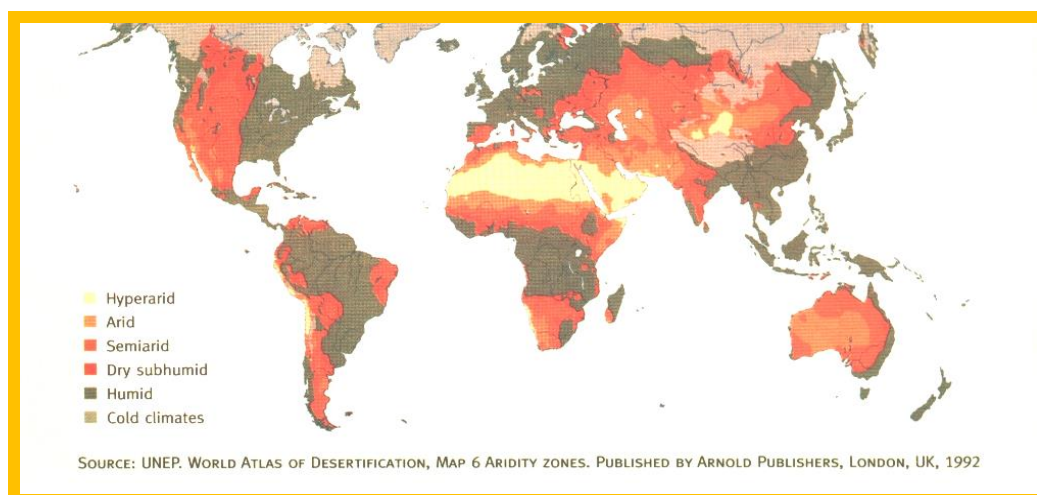 Hyperarid
Arid
Semiarid
Dry subhumid
Humid
Cold climates
SOURCE: UNEP. WORLD ATLAS OF DESERTIFICATION, MAP 6 ARIDITY ZONES. PUBLISHED BY ARNOLD PUBLISHERS, LONDON, UK, 1992